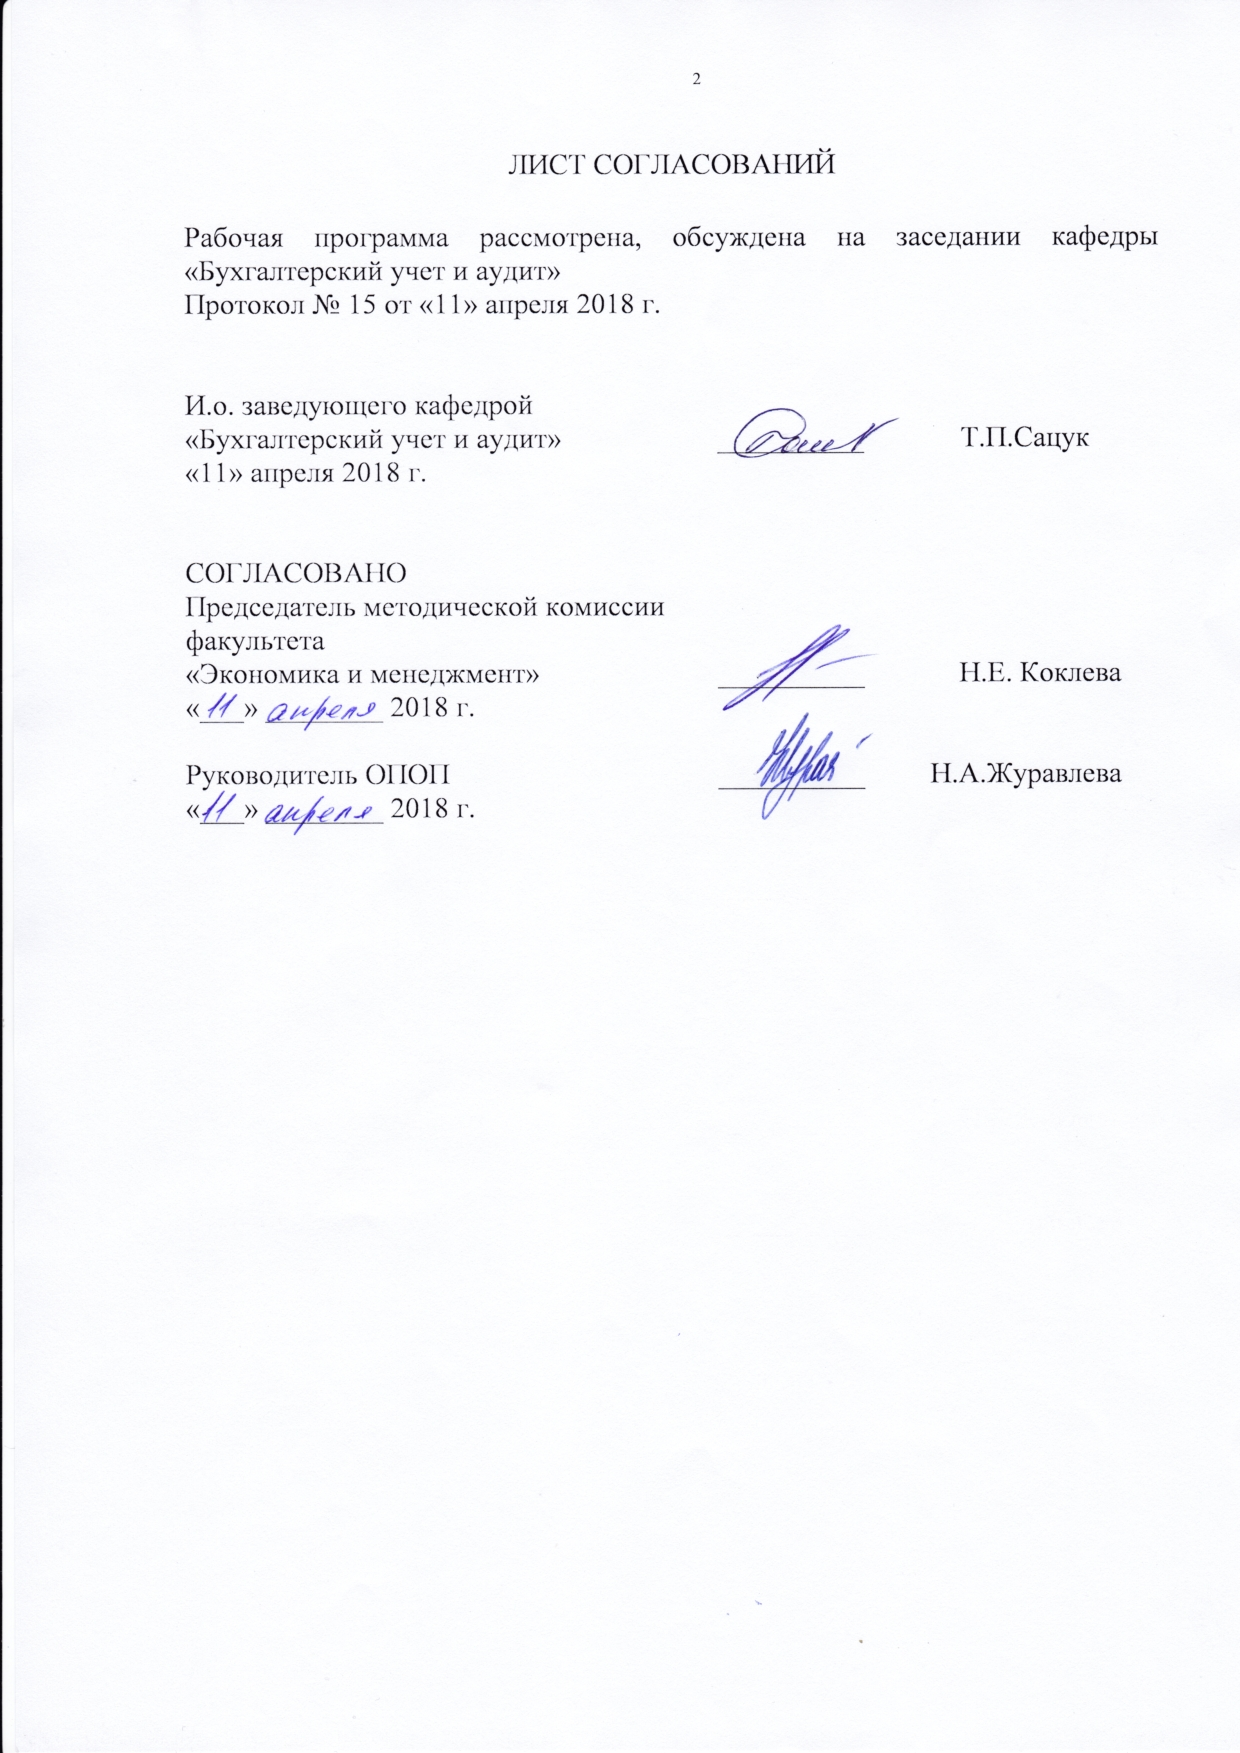 2
ЛИСТ СОГЛАСОВАНИЙ
Рабочая программа рассмотрена, обсуждена на заседании кафедры
«Бухгалтерский учет и аудит»
Протокол № 15 от «11» апреля 2018 г.
И.о. заведующего кафедрой
«Бухгалтерский учет и аудит» Т.П.Сацук
«11» апреля 2018 г.
СОГЛАСОВАНО
Председатель методической комиссии
факультета
«Экономика и менеджмент» Н.Е. Коклева
«11» апреля 2018 г.
Руководитель ОПОП Н.А.Журавлева
«11» апреля 2018 г.